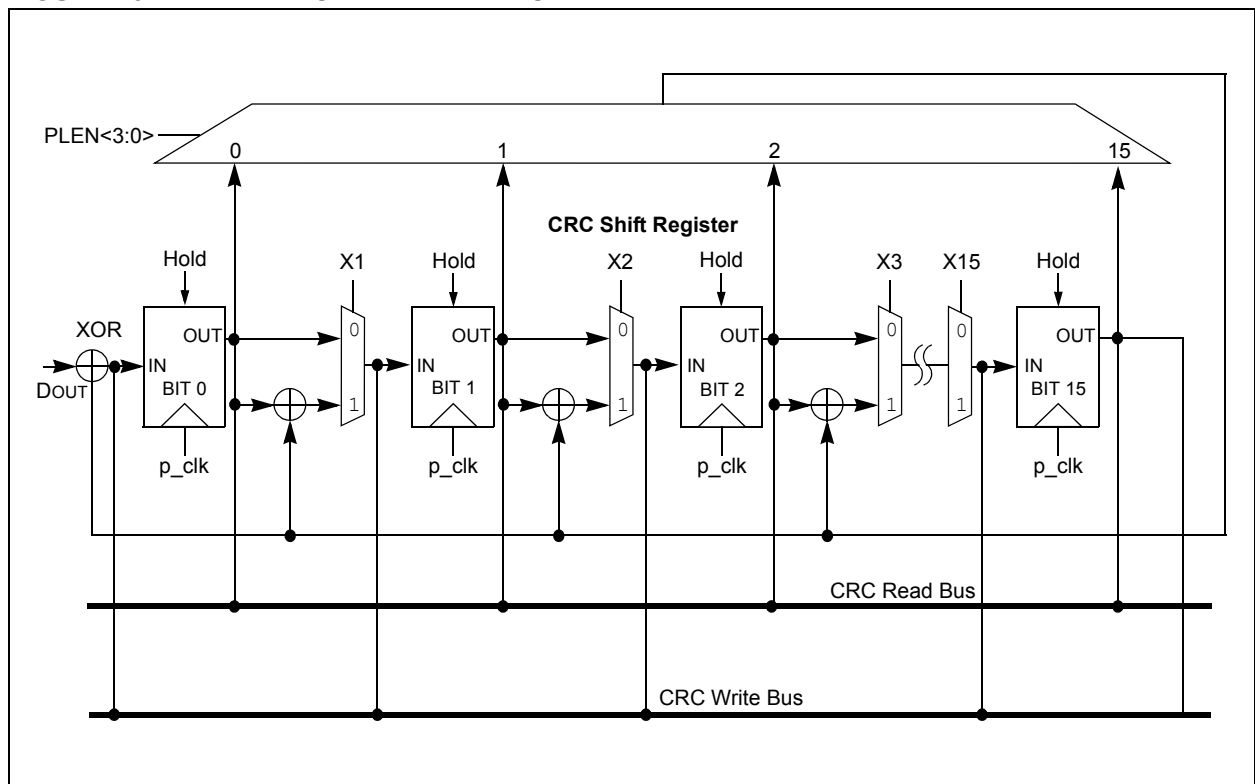 PLEN<3:0>
0 1 2 15
CRC Shift Register
Hold X1 Hold X2 Hold X3 X15 Hold
XOR
OUT 0 OUT 0 OUT 0 0 OUT
IN IN IN IN
DOUT
BIT 0 1 BIT 1 1 BIT 2 1 1 BIT 15
p_clk p_clk p_clk p_clk
CRC Read Bus
CRC Write Bus